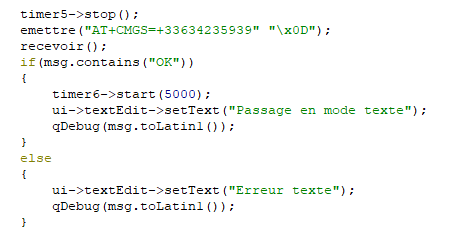 timer5->stop();
emettre("AT+CMGS=+33634235939" "\x0D");
recevoir();
if(msg.contains("OK"))
{
    timer6->start(5000);
    ui->textEdit->setText("Passage en mode texte");
    qDebug(msg.toLatin1());
}
else
{
    ui->textEdit->setText("Erreur texte");
    qDebug(msg.toLatin1());
}